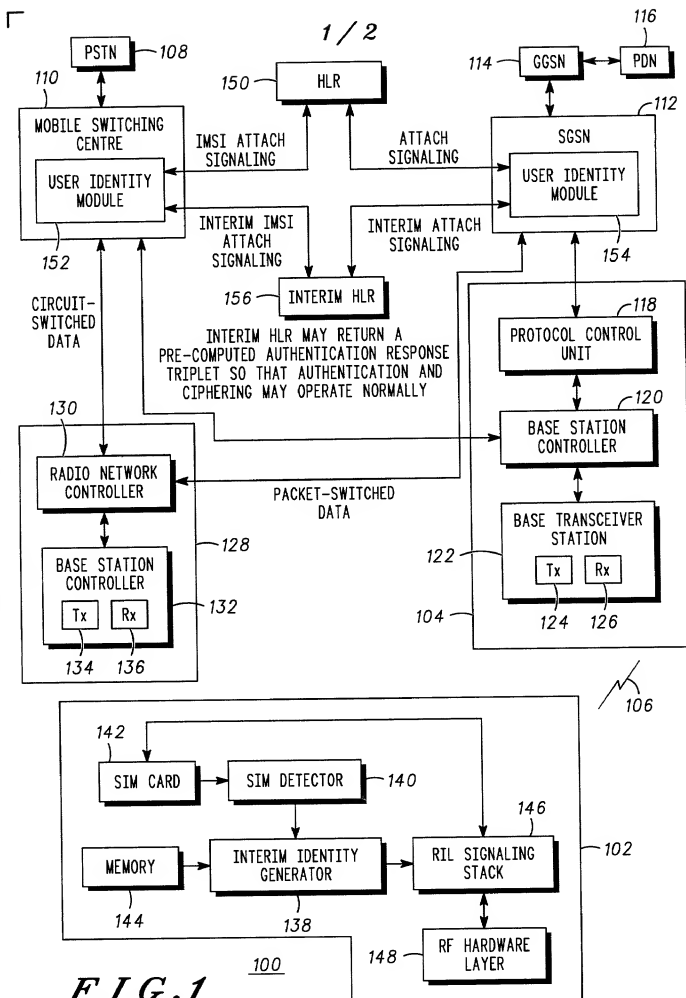 1 / 2
116
PSTN
108
110
150
HLR
114
GGSN
PDN
112
MOBILE SWITCHING
CENTRE
USER IDENTITY
MODULE
152
IMSI ATTACH
SIGNALING
ATTACH
SIGNALING
SGSN
USER IDENTITY
MODULE
154
INTERIM IMSI
ATTACH
SIGNALING
INTERIM ATTACH
SIGNALING
156
INTERIM HLR
CIRCUIT-
SWITCHED
DATA
INTERIM HLR MAY RETURN A
PRE-COMPUTED AUTHENTICATION RESPONSE
TRIPLET SO THAT AUTHENTICATION AND
CIPHERING MAY OPERATE NORMALLY
118
PROTOCOL CONTROL
UNIT
120
BASE STATION
CONTROLLER
130
RADIO NETWORK
CONTROLLER
PACKET-SWITCHED
DATA
128
BASE STATION
CONTROLLER
Tx
Rx
132
134
136
BASE TRANSCEIVER
STATION
122
Tx
Rx
124
126
104
106
142
SIM CARD
SIM DETECTOR
140
146
MEMORY
144
INTERIM IDENTITY
GENERATOR
138
RIL SIGNALING
STACK
102
148
RF HARDWARE
LAYER
100
FIG.1